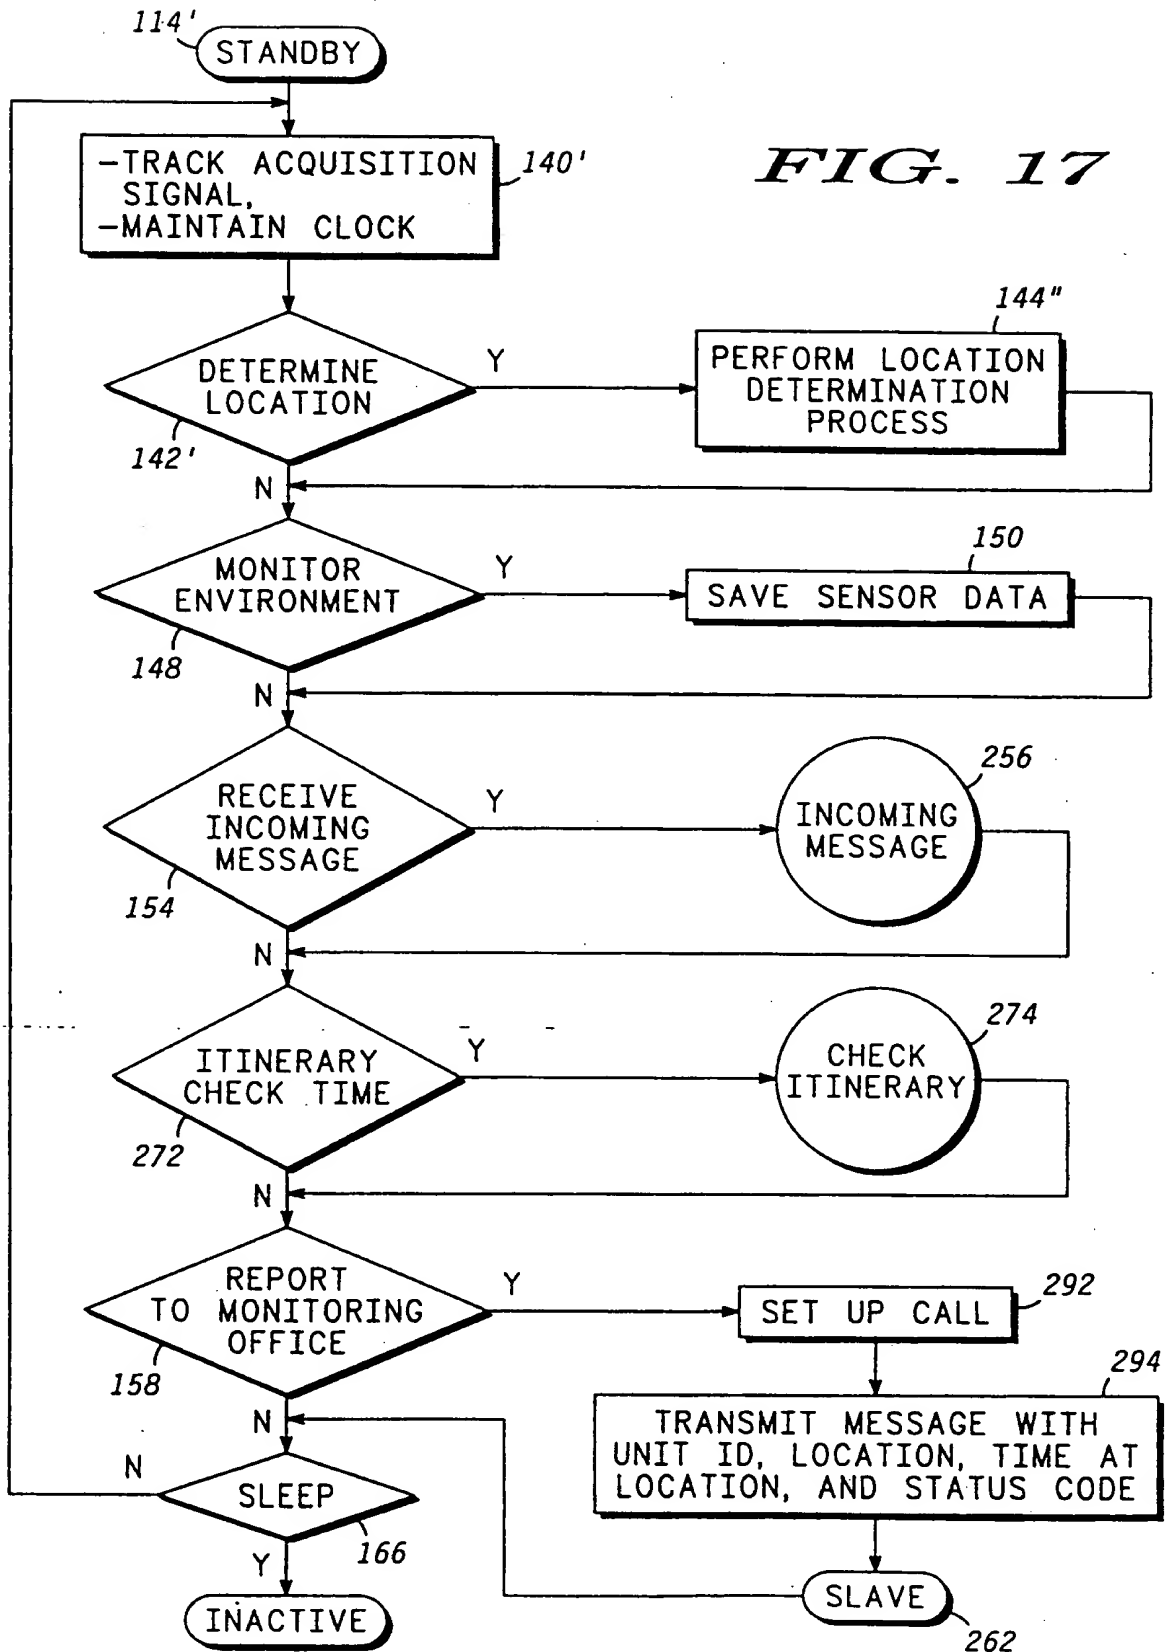 114'
STANDBY
FIG. 17
-TRACK ACQUISITION
SIGNAL,
-MAINTAIN CLOCK
140'
DETERMINE
LOCATION
142'
Y
N
144"
PERFORM LOCATION
DETERMINATION
PROCESS
MONITOR
ENVIRONMENT
148
Y
N
150
SAVE SENSOR DATA
RECEIVE
INCOMING
MESSAGE
154
Y
N
256
INCOMING
MESSAGE
ITINERARY
CHECK TIME
272
Y
N
274
CHECK
ITINERARY
REPORT
TO MONITORING
OFFICE
158
Y
N
292
SET UP CALL
294
TRANSMIT MESSAGE WITH
UNIT ID, LOCATION, TIME AT
LOCATION, AND STATUS CODE
N
SLEEP
166
Y
SLAVE
262
INACTIVE